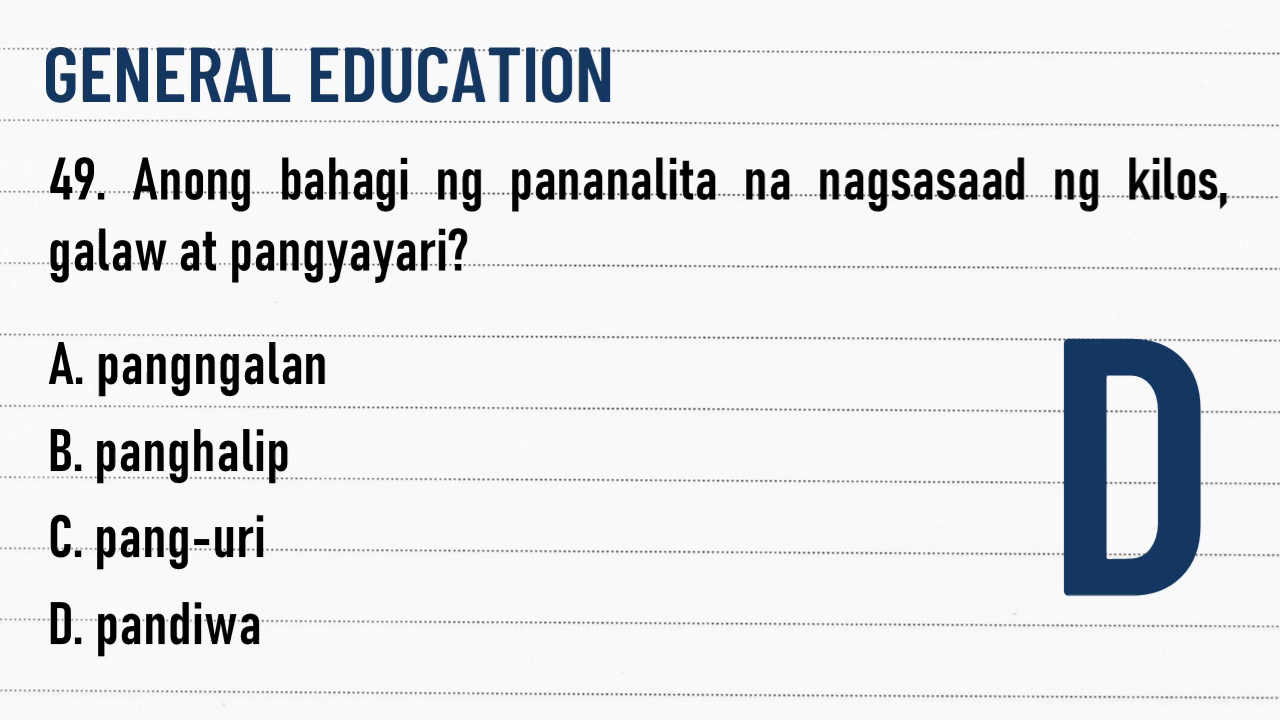 GENERAL EDUCATION
49. Anong bahagi ng pananalita na nagsasaad ng kilos,
galaw at pangyayari?
A. pangngalan
B. panghalip
C. pang-uri
D. pandiwa
D